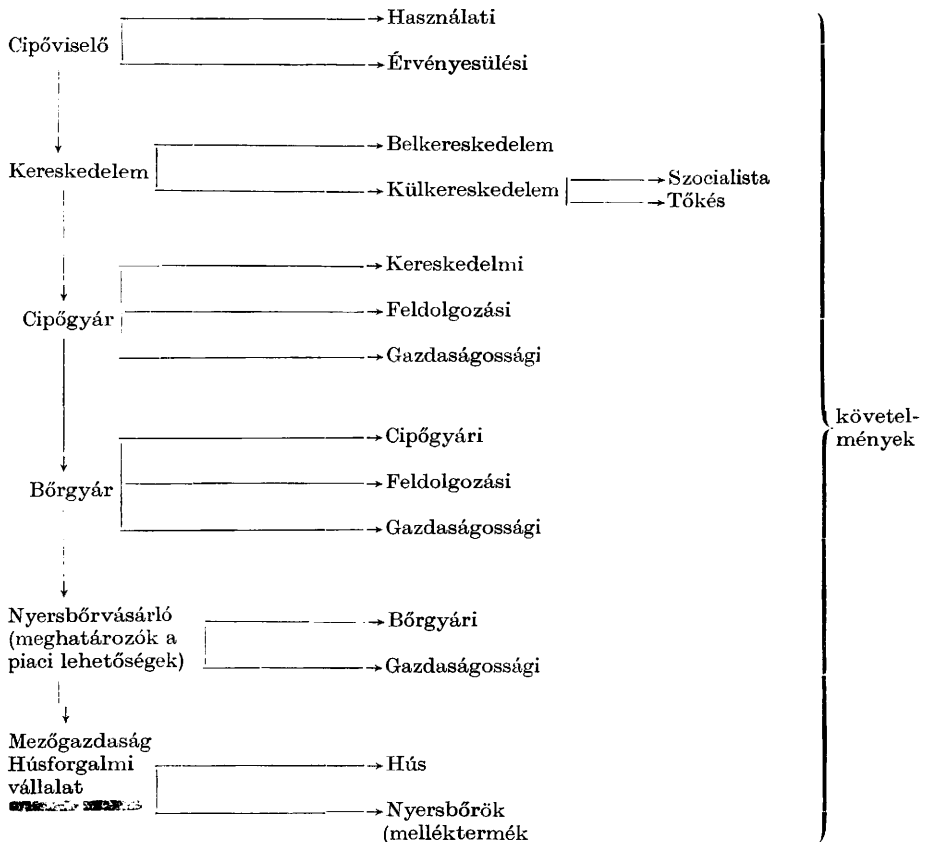 Használati
Cipőviselő
Érvényesülési
Belkereskedelem
Kereskedelem
Külkereskedelem
Szocialista
Tőkés
Kereskedelmi
Cipőgyár
Feldolgozási
Gazdaságossági
követel-
mények
Cipőgyári
Bőrgyár
Feldolgozási
Gazdaságossági
Nyersbőrvásárló
(meghatározók a
piaci lehetőségek)
Bőrgyári
Gazdaságossági
Mezőgazdaság
Húsforgalmi
vállalat
Hús
Nyersbőrök
(melléktermék